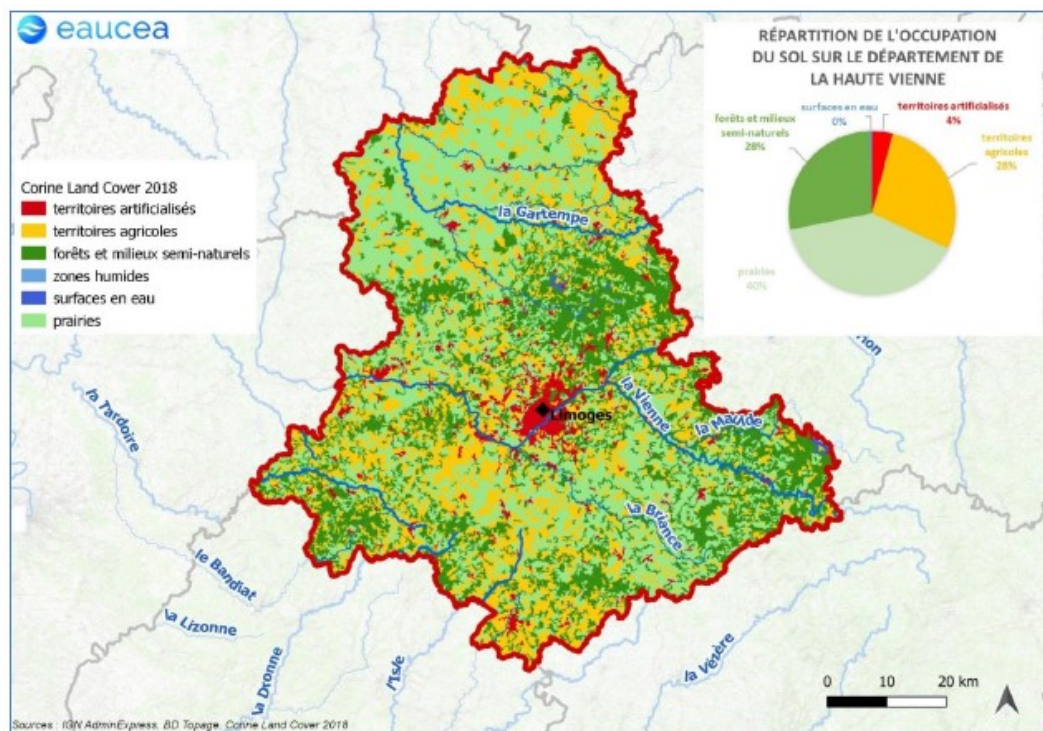 eaucea
RÉPARTITION DE L'OCCUPATION
DU SOL SUR LE DÉPARTEMENT DE
LA HAUTE VIENNE
surfaces en eau
0%
territoires artificialisés
4%
forêts et milieux
semi-naturels
28%
territoires
agricoles
28%
prairies
40%
Corine Land Cover 2018
territoires artificialisés
territoires agricoles
forêts et milieux semi-naturels
zones humides
surfaces en eau
prairies
la Gartempe
Limoges
la Vienne
la Maulde
la Briance
la Tardoire
le Bandiat
la Lizonne
la Dronne
l'Isle
la Vézère
0 10 20 km
Sources : IGN AdminExpress, BD Topage, Corine Land Cover 2018